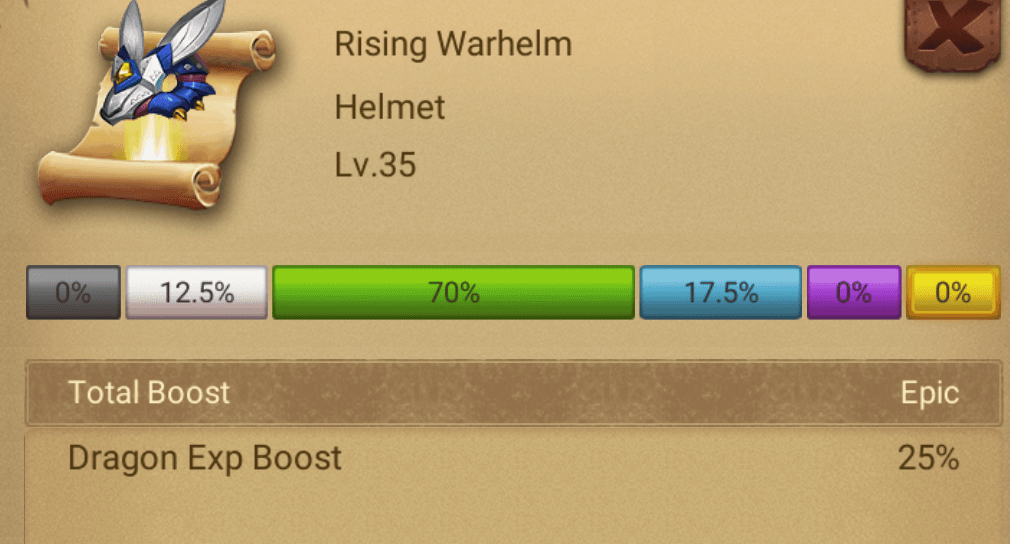 Rising Warhelm
Helmet
Lv.35
0% 12.5% 70% 17.5% 0% 0%
Total Boost Epic
Dragon Exp Boost 25%